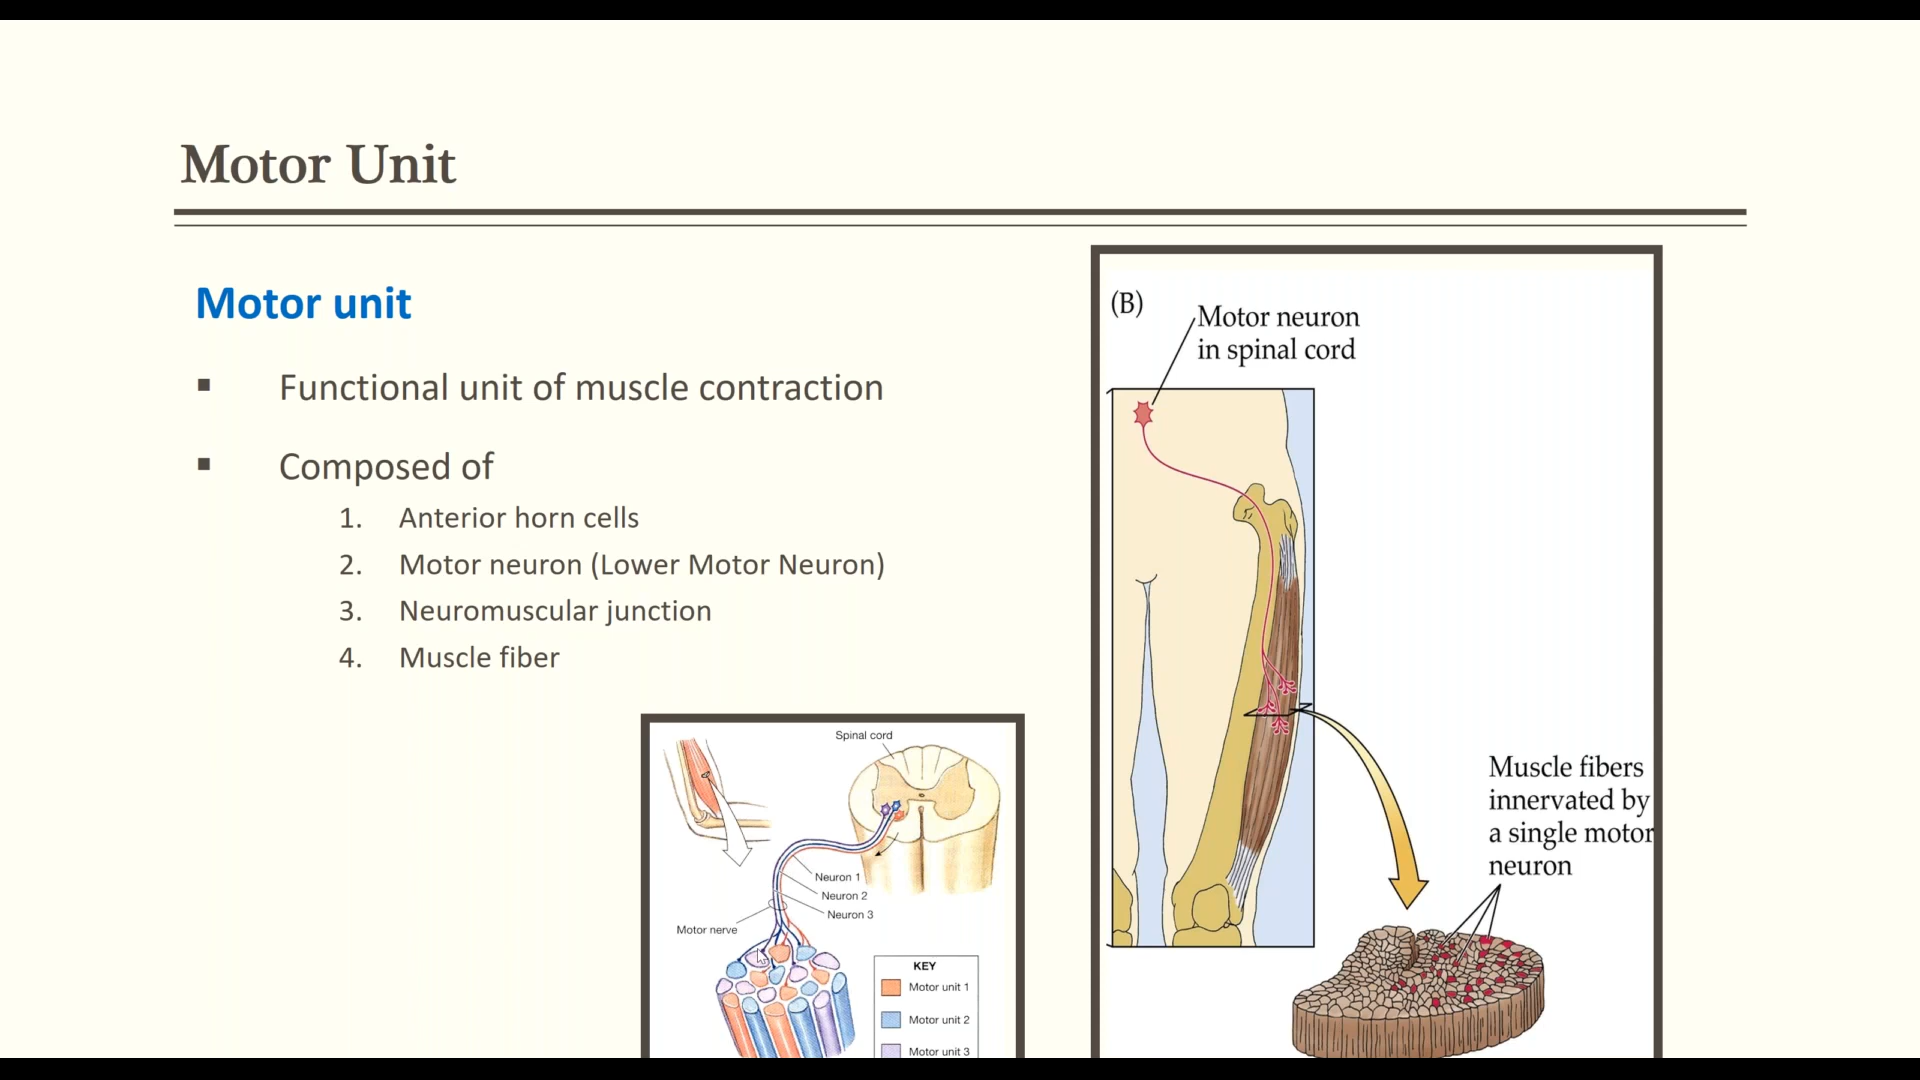 Motor Unit
Motor unit
▪ Functional unit of muscle contraction
▪ Composed of
1. Anterior horn cells
2. Motor neuron (Lower Motor Neuron)
3. Neuromuscular junction
4. Muscle fiber
Spinal cord
Neuron 1
Neuron 2
Neuron 3
Motor nerve
KEY
Motor unit 1
Motor unit 2
Motor unit 3
(B)
Motor neuron
in spinal cord
Muscle fibers
innervated by
a single motor
neuron